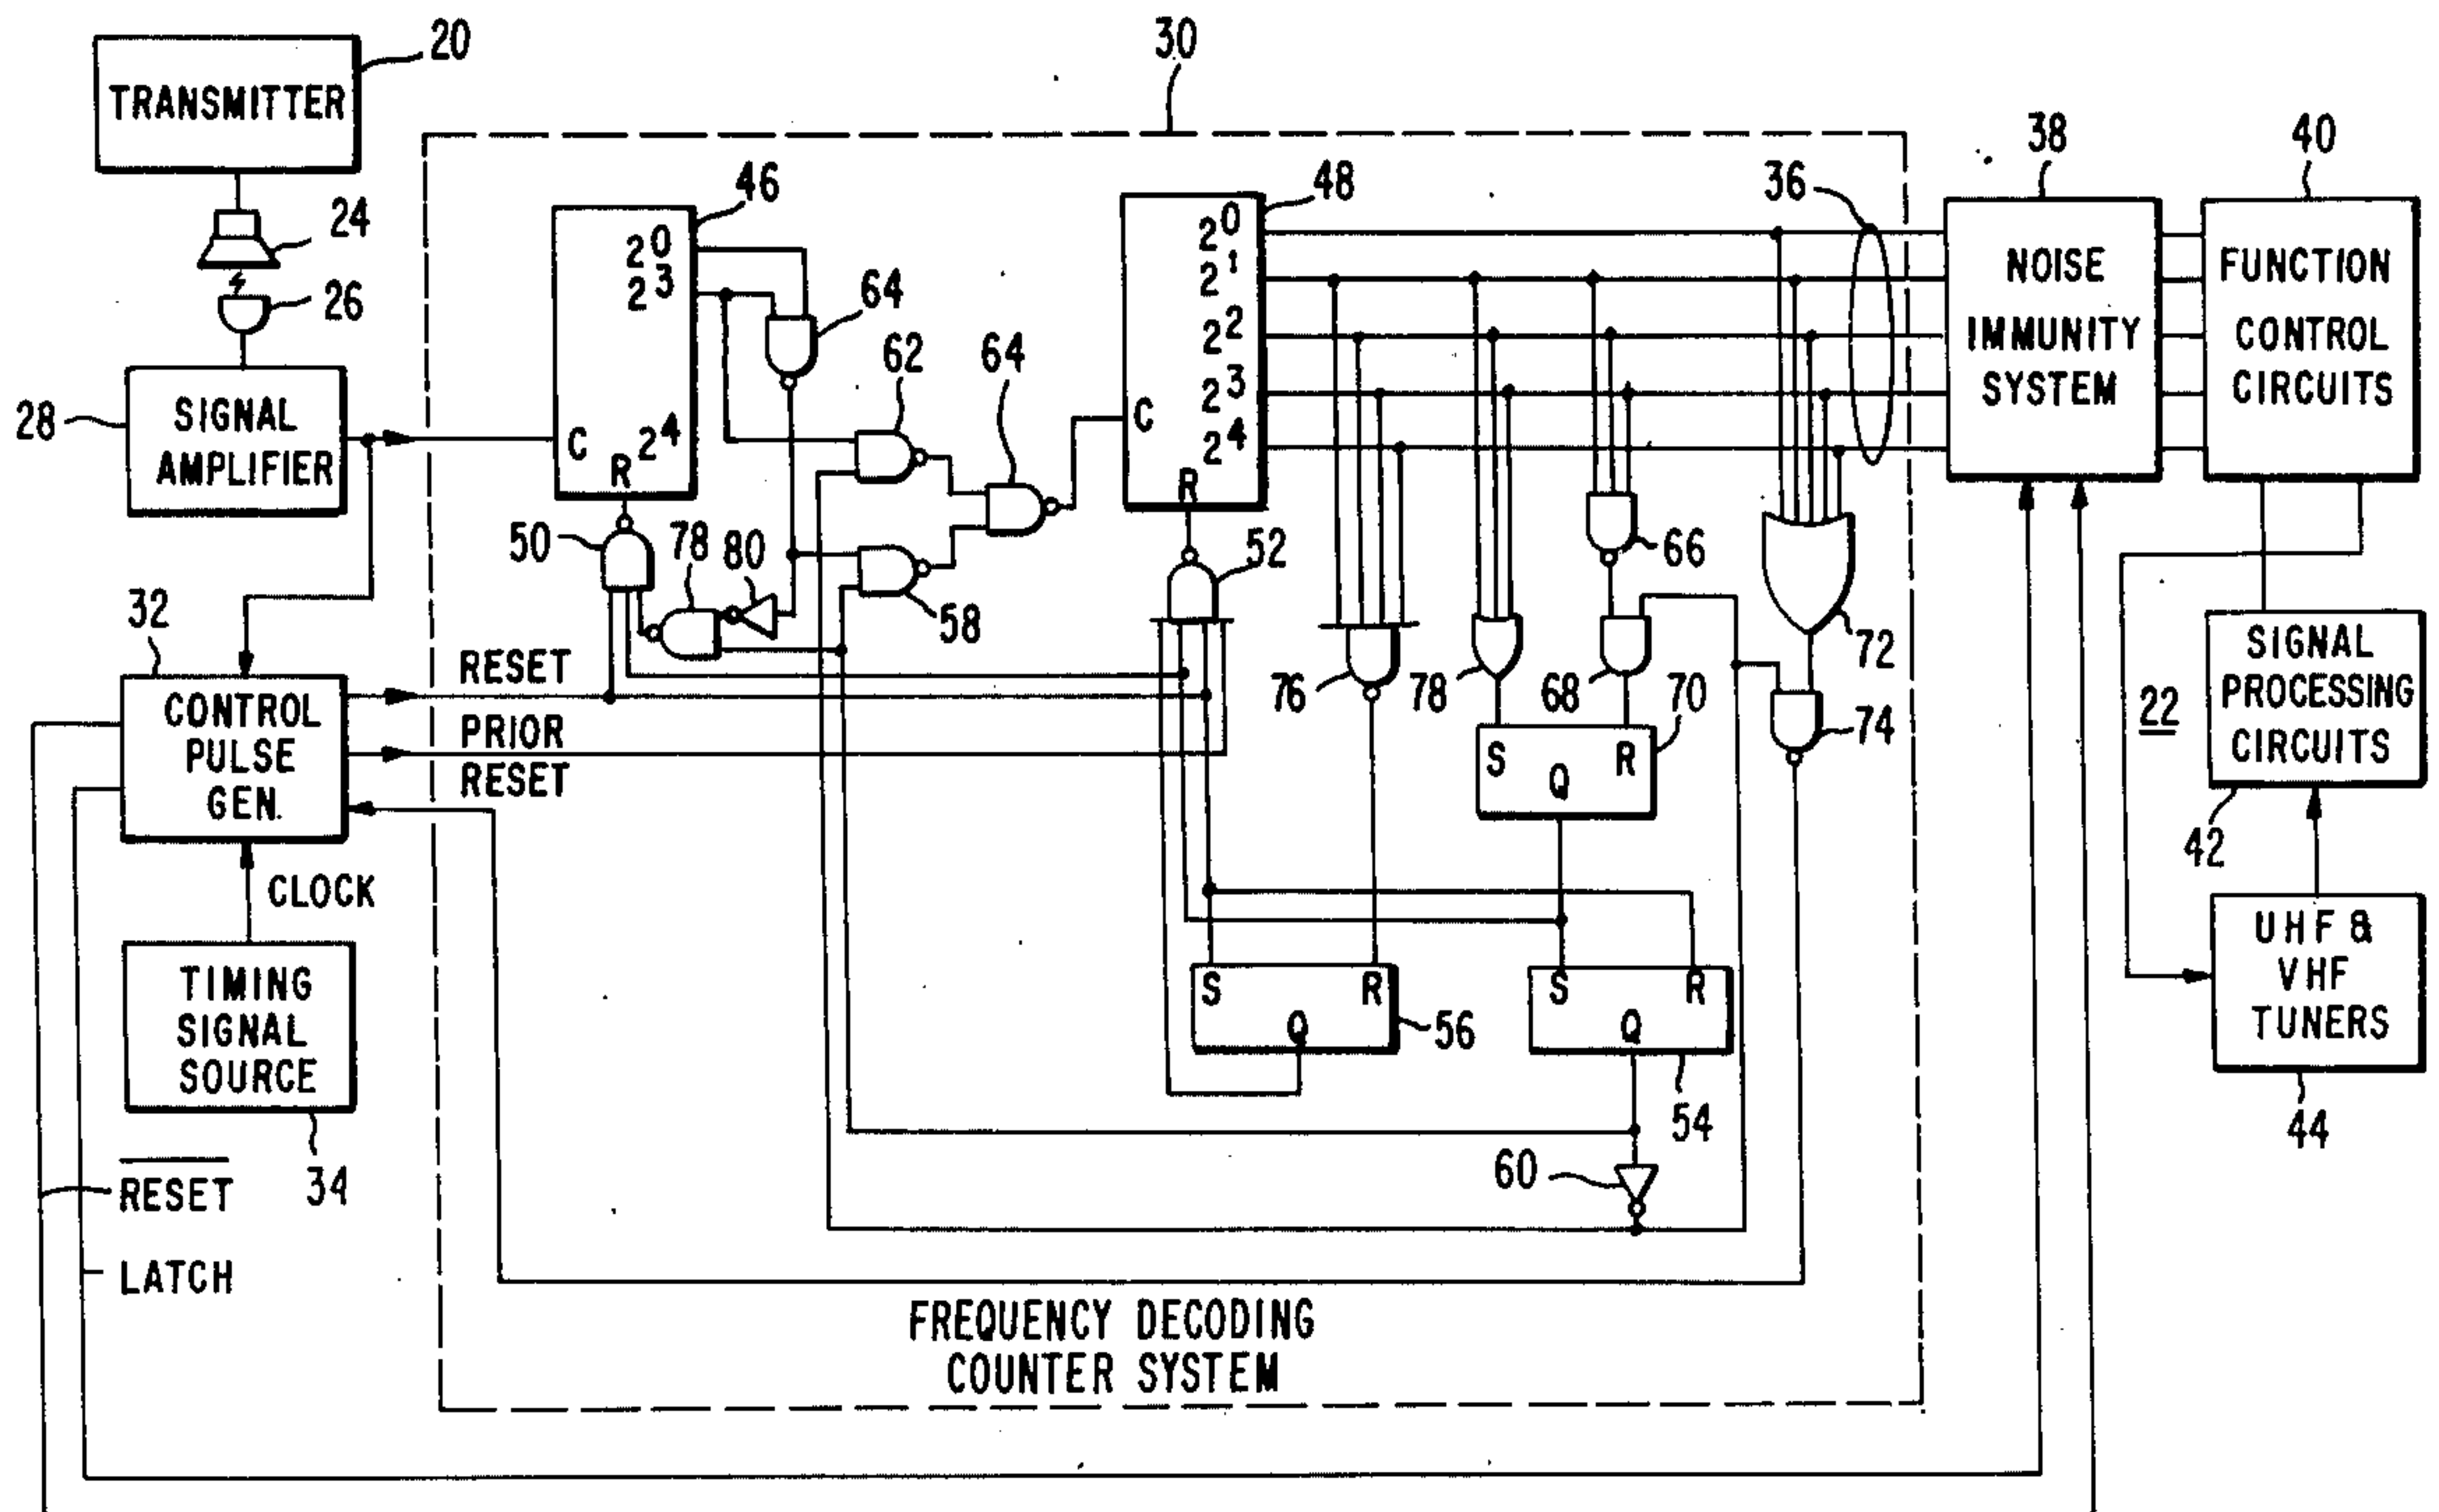 20
TRANSMITTER
24
26
28
SIGNAL
AMPLIFIER
32
CONTROL
PULSE
GEN.
CLOCK
TIMING
SIGNAL
SOURCE
34
RESET
LATCH
30
46
2⁰
2³
2⁴
C
R
64
62
64
50
78
80
58
RESET
PRIOR
RESET
48
2⁰
2¹
2²
2³
2⁴
C
R
52
36
66
72
76
78
68
70
74
S
Q
R
S
Q
R
56
S
Q
R
54
60
FREQUENCY DECODING
COUNTER SYSTEM
38
NOISE
IMMUNITY
SYSTEM
40
FUNCTION
CONTROL
CIRCUITS
22
SIGNAL
PROCESSING
CIRCUITS
42
UHF &
VHF
TUNERS
44